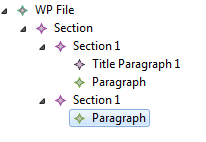 WP File
Section
Section 1
Title Paragraph 1
Paragraph
Section 1
Paragraph